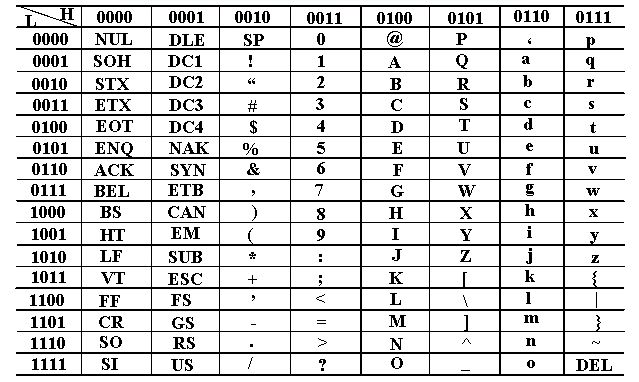 L H 0000 0001 0010 0011 0100 0101 0110 0111
0000 NUL DLE SP 0 @ P ‘ p
0001 SOH DC1 ! 1 A Q a q
0010 STX DC2 “ 2 B R b r
0011 ETX DC3 # 3 C S c s
0100 EOT DC4 $ 4 D T d t
0101 ENQ NAK % 5 E U e u
0110 ACK SYN & 6 F V f v
0111 BEL ETB ’ 7 G W g w
1000 BS CAN ) 8 H X h x
1001 HT EM ( 9 I Y i y
1010 LF SUB * : J Z j z
1011 VT ESC + ; K [ k {
1100 FF FS ’ < L \ l |
1101 CR GS - = M ] m }
1110 SO RS . > N ^ n ~
1111 SI US / ? O _ o DEL